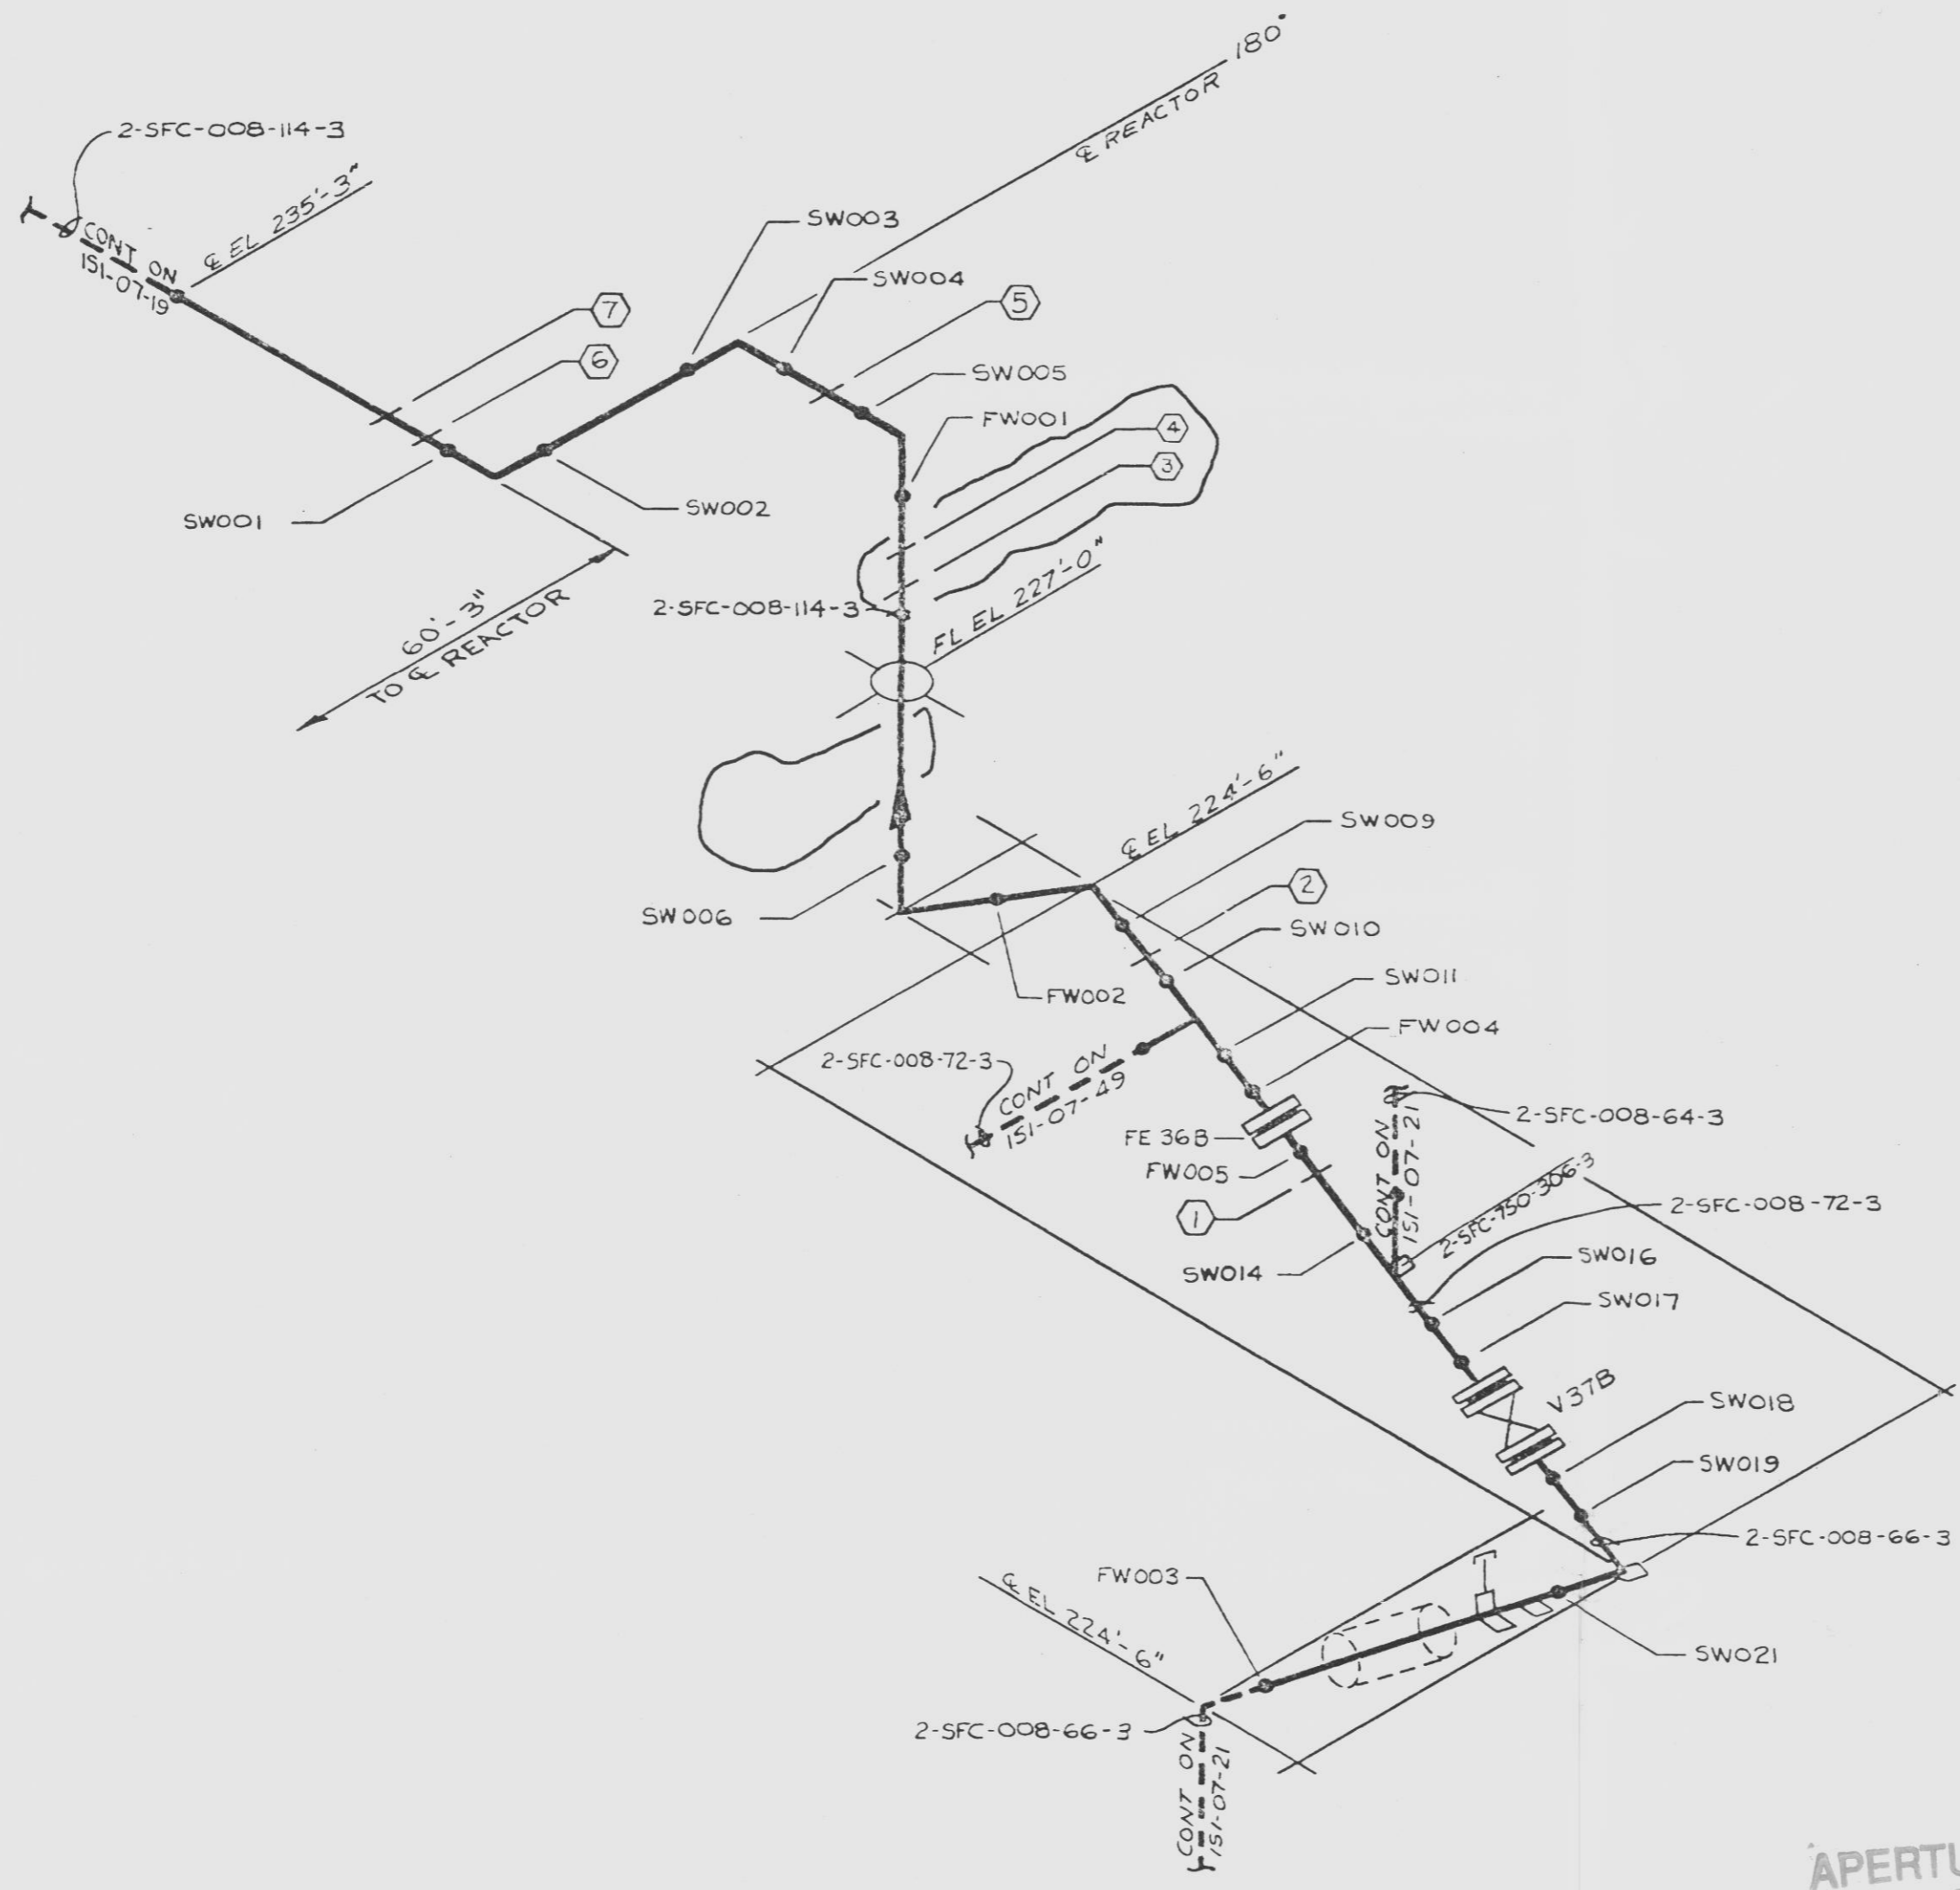 180°
℄ REACTOR
2-SFC-008-114-3
℄ EL 235'-3"
CONT ON
ISI-07-19
SW003
SW004
7
5
6
SW005
FW001
4
3
SW001
SW002
2-SFC-008-114-3
FL EL 227'-0"
60'-3"
TO ℄ REACTOR
℄ EL 224'-6"
SW009
2
SW006
SW010
FW002
SW011
FW004
2-SFC-008-72-3
CONT ON
ISI-07-49
2-SFC-008-64-3
CONT ON
ISI-07-21
FE 36B
FW005
1
2-SFC-750-306-3
2-SFC-008-72-3
SW014
SW016
SW017
V37B
SW018
SW019
2-SFC-008-66-3
FW003
℄ EL 224'-6"
SW021
2-SFC-008-66-3
CONT ON
ISI-07-21
APERTU